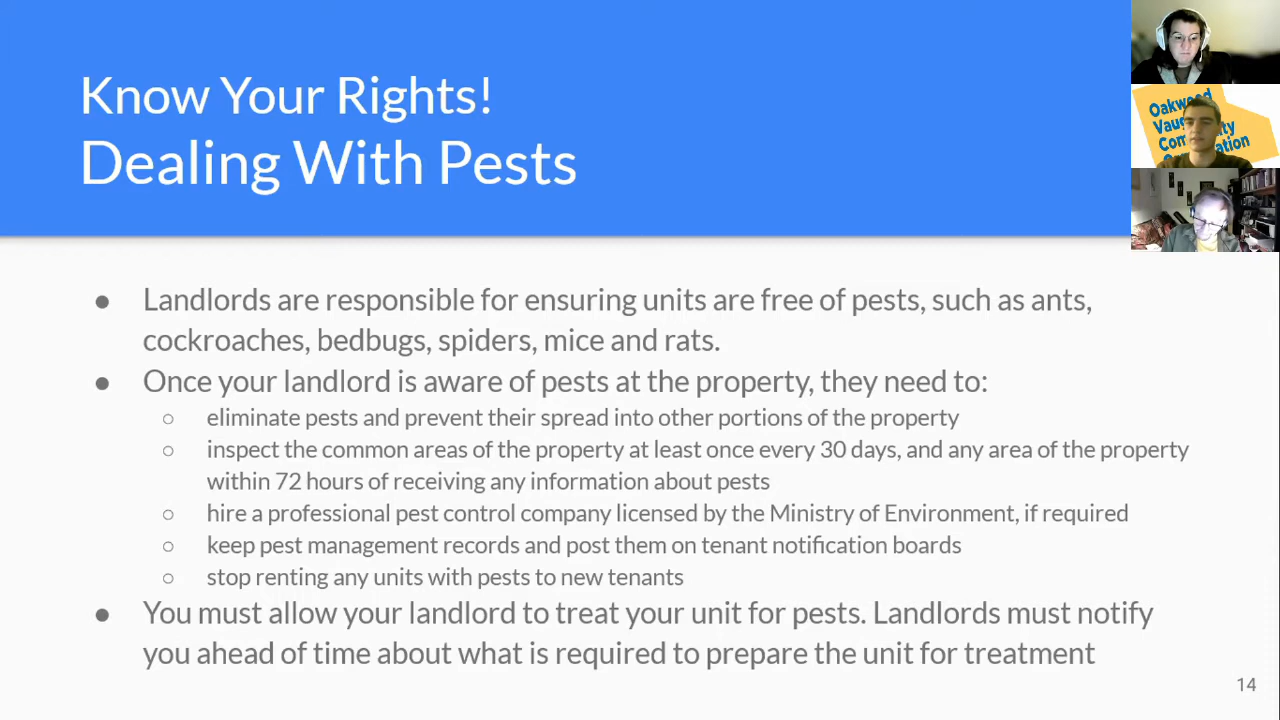 Know Your Rights!
Dealing With Pests
● Landlords are responsible for ensuring units are free of pests, such as ants,
cockroaches, bedbugs, spiders, mice and rats.
● Once your landlord is aware of pests at the property, they need to:
○ eliminate pests and prevent their spread into other portions of the property
○ inspect the common areas of the property at least once every 30 days, and any area of the property
within 72 hours of receiving any information about pests
○ hire a professional pest control company licensed by the Ministry of Environment, if required
○ keep pest management records and post them on tenant notification boards
○ stop renting any units with pests to new tenants
● You must allow your landlord to treat your unit for pests. Landlords must notify
you ahead of time about what is required to prepare the unit for treatment
14
Oakwood